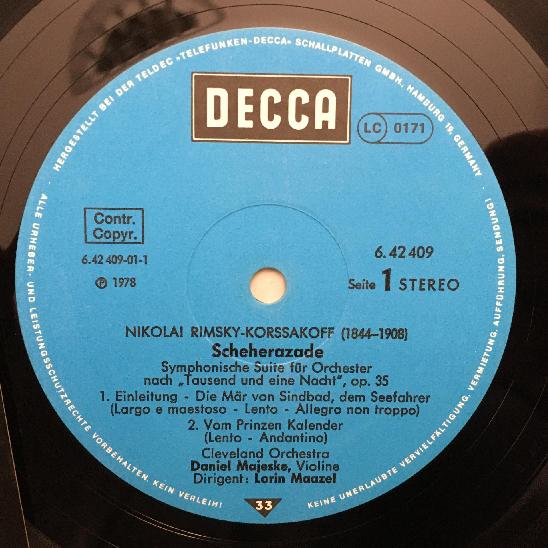 HERGESTELLT BEI DER TELDEC »TELEFUNKEN-DECCA« SCHALLPLATTEN GMBH, HAMBURG 19, GERMANY ·
DECCA
LC 0171
Contr.
Copyr.
6.42 409-01-1
℗ 1978
6.42 409
Seite 1 STEREO
NIKOLAI RIMSKY-KORSSAKOFF (1844–1908)
Scheherazade
Symphonische Suite für Orchester
nach „Tausend und eine Nacht", op. 35
1. Einleitung - Die Mär von Sindbad, dem Seefahrer
(Largo e maestoso - Lento - Allegro non troppo)
2. Vom Prinzen Kalender
(Lento - Andantino)
Cleveland Orchestra
Daniel Majeske, Violine
Dirigent: Lorin Maazel
33
ALLE URHEBER- UND LEISTUNGSSCHUTZRECHTE VORBEHALTEN. KEIN VERLEIH!
KEINE UNERLAUBTE VERVIELFÄLTIGUNG, VERMIETUNG, AUFFÜHRUNG, SENDUNG!